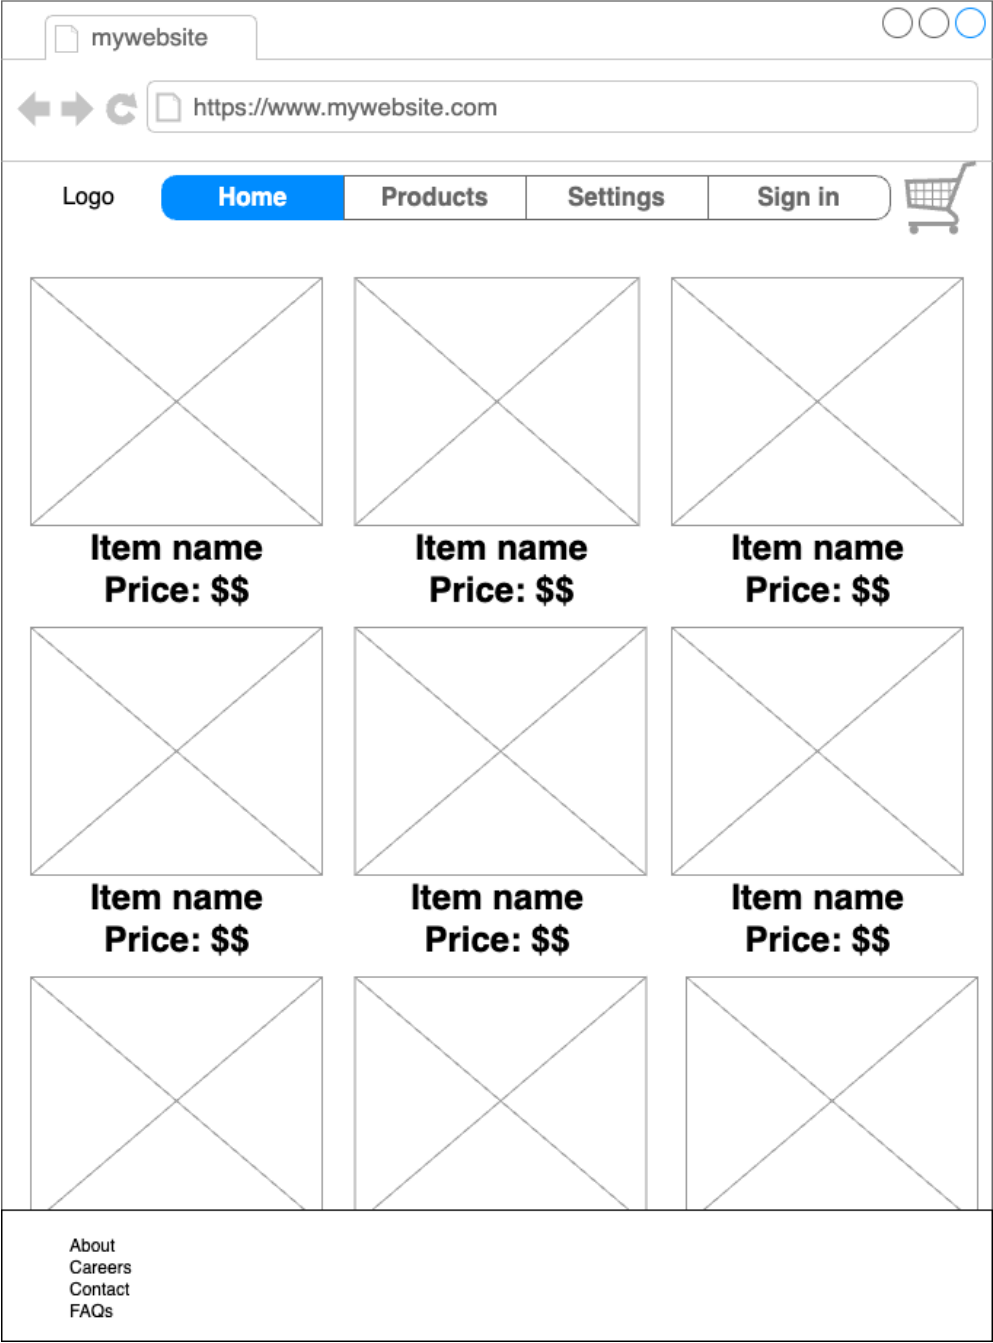 mywebsite
https://www.mywebsite.com
Logo Home Products Settings Sign in
Item name Item name Item name
Price: $$ Price: $$ Price: $$
Item name Item name Item name
Price: $$ Price: $$ Price: $$
About
Careers
Contact
FAQs